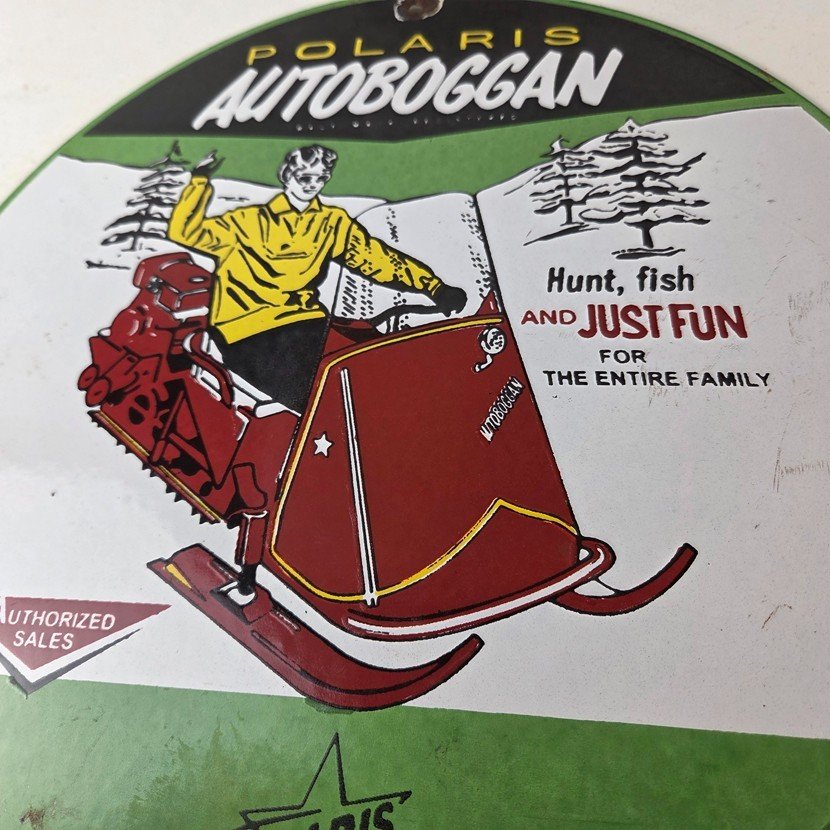 POLARIS
AUTOBOGGAN
Hunt, fish
AND JUST FUN
FOR
THE ENTIRE FAMILY
AUTOBOGGAN
AUTHORIZED
SALES